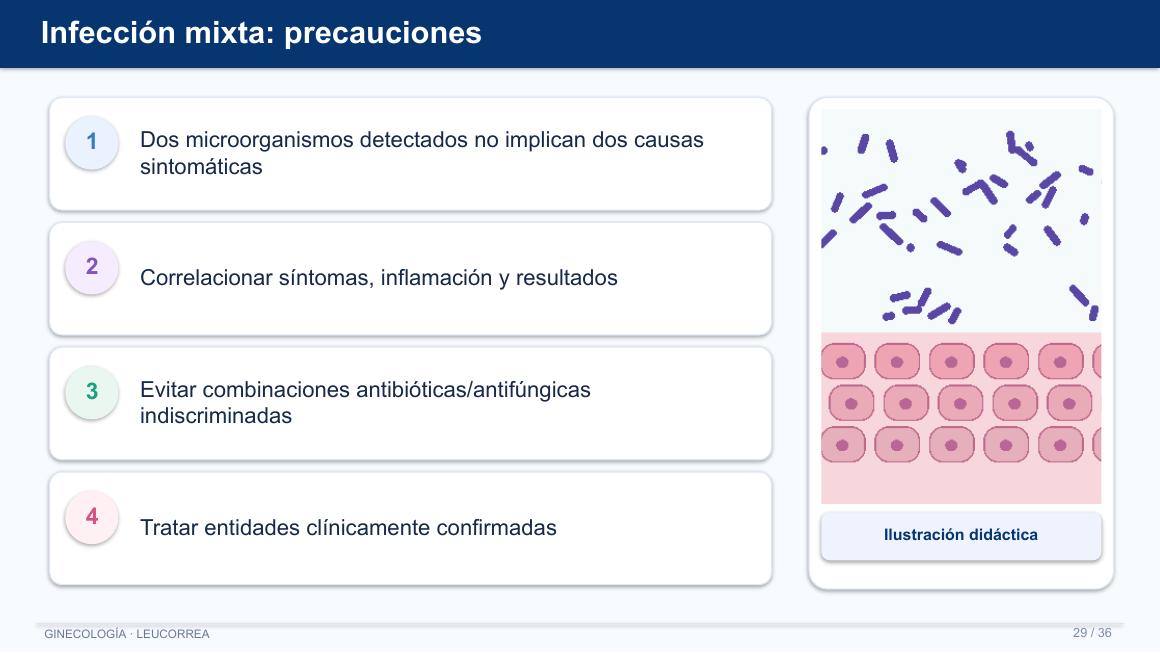 Infección mixta: precauciones
1
Dos microorganismos detectados no implican dos causas
sintomáticas
2
Correlacionar síntomas, inflamación y resultados
3
Evitar combinaciones antibióticas/antifúngicas
indiscriminadas
4
Tratar entidades clínicamente confirmadas
Ilustración didáctica
GINECOLOGÍA · LEUCORREA
29 / 36